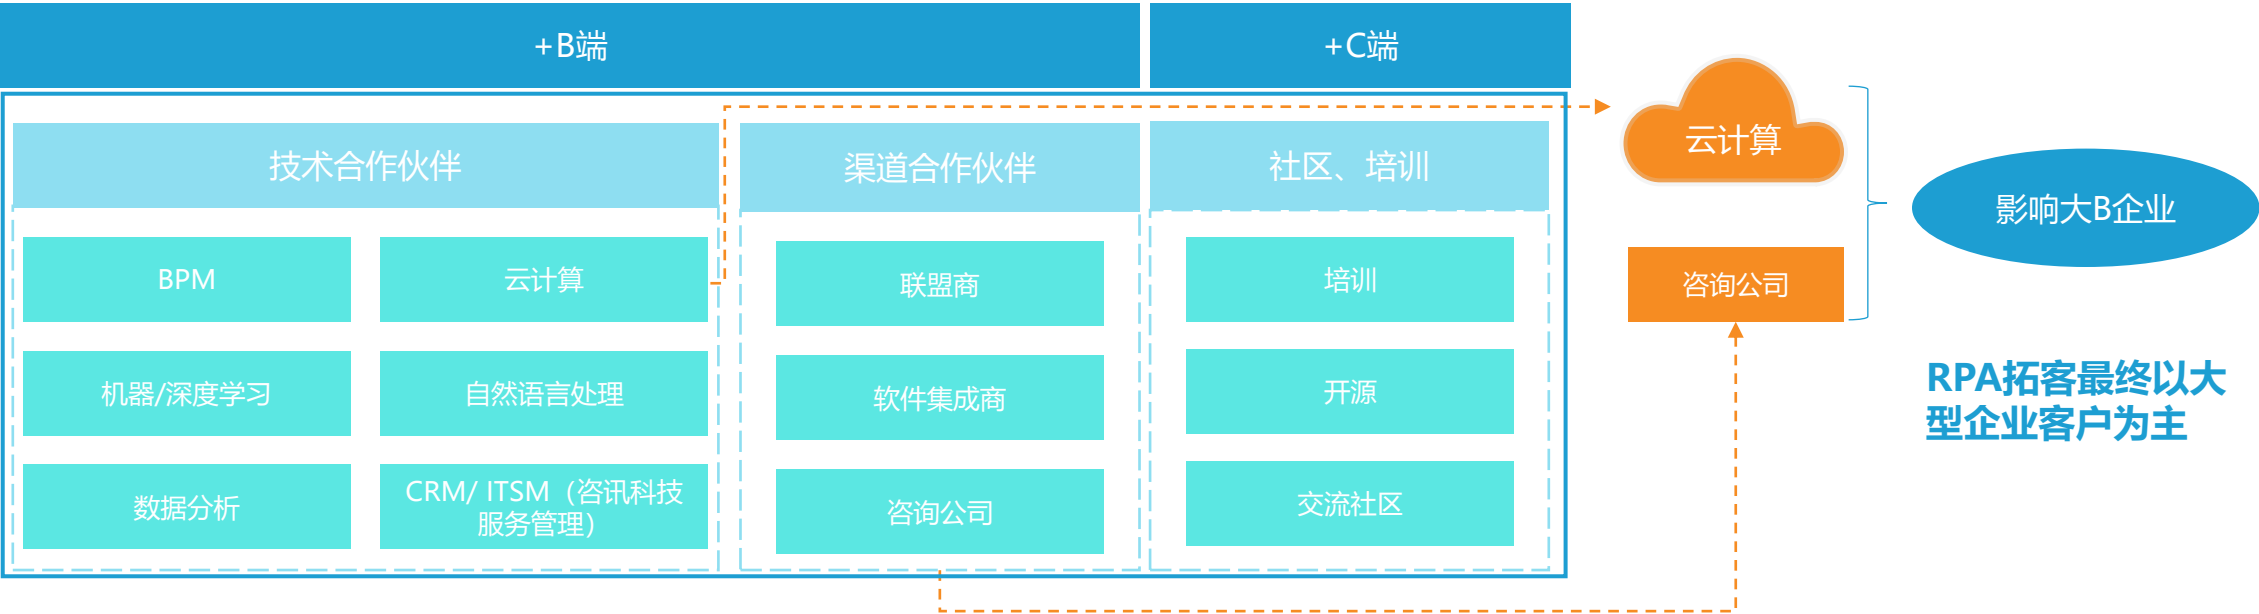 +B端
+C端
技术合作伙伴
渠道合作伙伴
社区、培训
BPM
云计算
联盟商
培训
机器/深度学习
自然语言处理
软件集成商
开源
数据分析
CRM/ ITSM（咨讯科技
服务管理）
咨询公司
交流社区
云计算
咨询公司
影响大B企业
RPA拓客最终以大
型企业客户为主